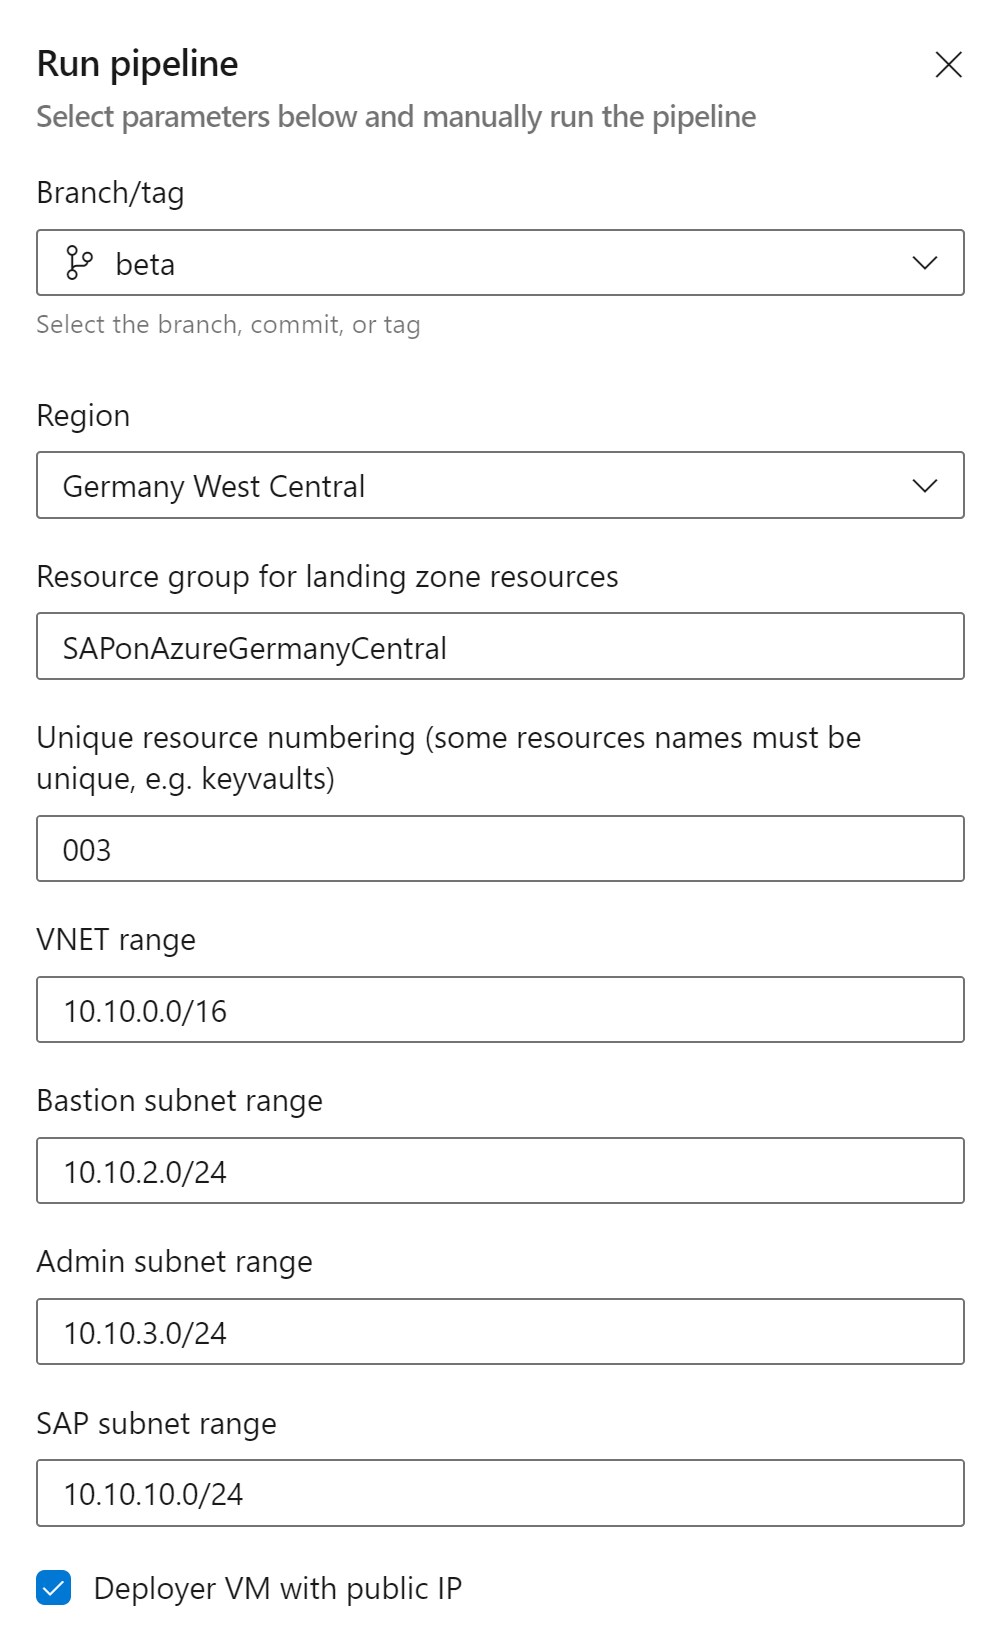 Run pipeline
Select parameters below and manually run the pipeline
Branch/tag
beta
Select the branch, commit, or tag
Region
Germany West Central
Resource group for landing zone resources
SAPonAzureGermanyCentral
Unique resource numbering (some resources names must be
unique, e.g. keyvaults)
003
VNET range
10.10.0.0/16
Bastion subnet range
10.10.2.0/24
Admin subnet range
10.10.3.0/24
SAP subnet range
10.10.10.0/24
Deployer VM with public IP